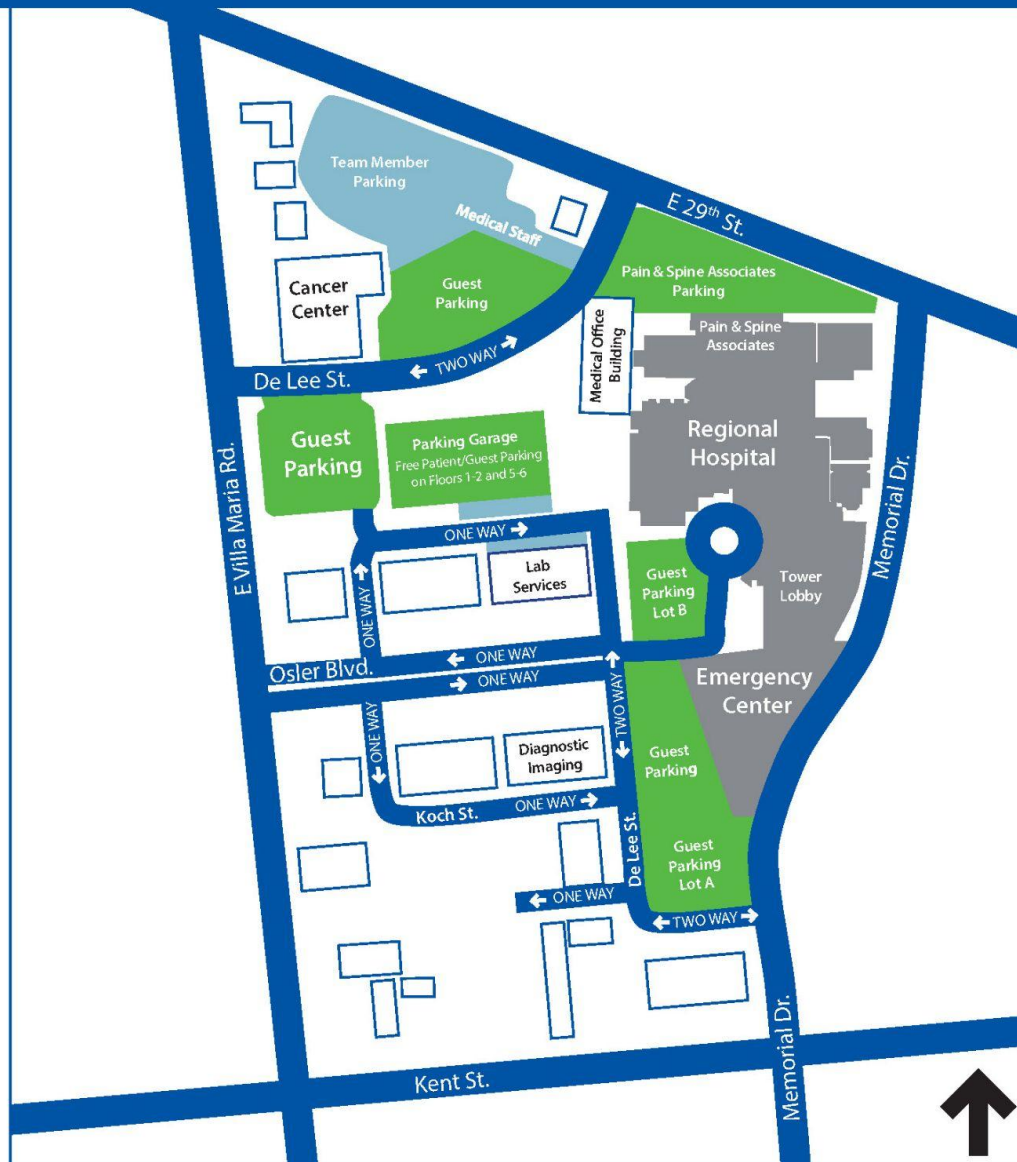 E 29th St.
Team Member
Parking
Medical Staff
Guest
Parking
Cancer
Center
Pain & Spine Associates
Parking
Pain & Spine
Associates
Medical Office
Building
TWO WAY
De Lee St.
Guest
Parking
Parking Garage
Free Patient/Guest Parking
on Floors 1-2 and 5-6
Regional
Hospital
E Villa Maria Rd.
Memorial Dr.
ONE WAY
Lab
Services
Guest
Parking
Lot B
Tower
Lobby
ONE WAY
ONE WAY
Osler Blvd.
ONE WAY
Emergency
Center
ONE WAY
TWO WAY
Diagnostic
Imaging
Guest
Parking
Koch St.
ONE WAY
De Lee St.
Guest
Parking
Lot A
ONE WAY
TWO WAY
Memorial Dr.
Kent St.